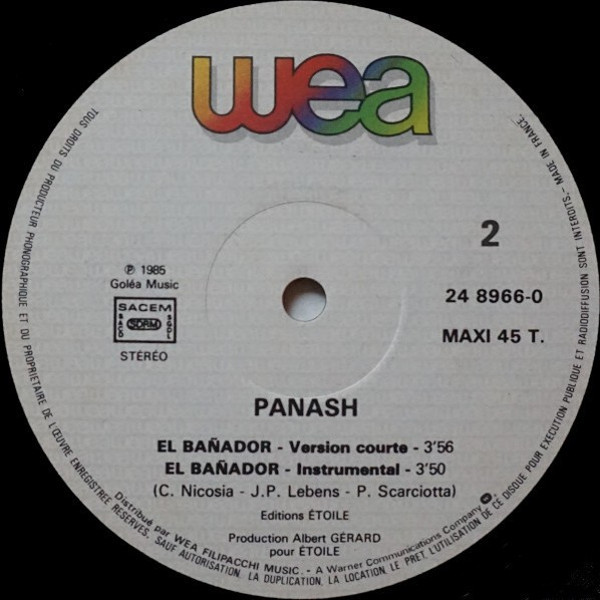 wea
2
℗ 1985
Goléa Music
SACEM
SACD SDRM SGDL
STÉRÉO
24 8966-0
MAXI 45 T.
PANASH
EL BAÑADOR - Version courte - 3'56
EL BAÑADOR - Instrumental - 3'50
(C. Nicosia - J.P. Lebens - P. Scarciotta)
Editions ÉTOILE
Production Albert GÉRARD
pour ÉTOILE
Distribué par WEA FILIPACCHI MUSIC. - A Warner Communications Company
TOUS DROITS DU PRODUCTEUR PHONOGRAPHIQUE ET DU PROPRIETAIRE DE L'ŒUVRE ENREGISTREE RESERVES. SAUF AUTORISATION, LA DUPLICATION, LA LOCATION, LE PRET, L'UTILISATION DE CE DISQUE POUR EXECUTION PUBLIQUE ET RADIODIFFUSION SONT INTERDITS. - MADE IN FRANCE.